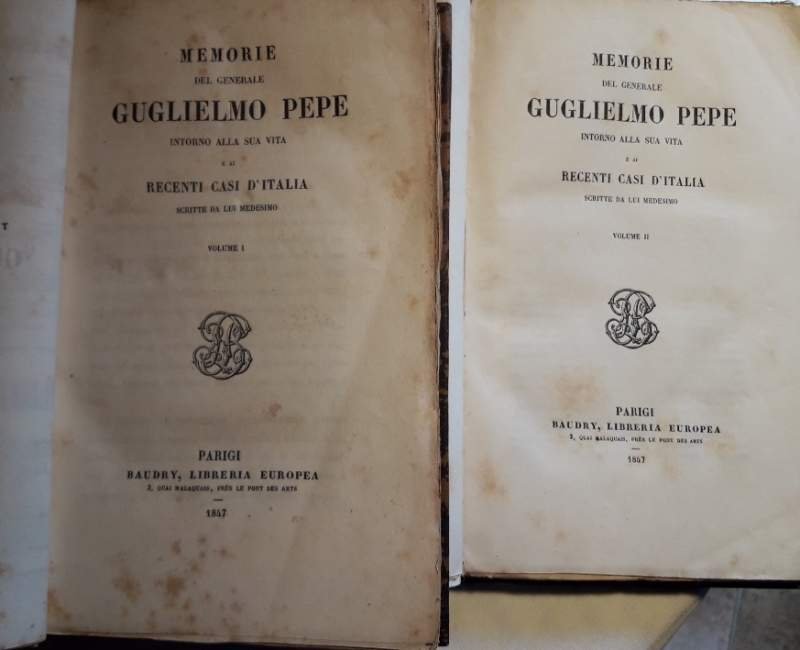 MEMORIE
DEL GENERALE
GUGLIELMO PEPE
INTORNO ALLA SUA VITA
E AI
RECENTI CASI D'ITALIA
SCRITTE DA LUI MEDESIMO
VOLUME I
PARIGI
BAUDRY, LIBRERIA EUROPEA
3, QUAI MALAQUAIS, PRÈS LE PONT DES ARTS
1847
T
MEMORIE
DEL GENERALE
GUGLIELMO PEPE
INTORNO ALLA SUA VITA
E AI
RECENTI CASI D'ITALIA
SCRITTE DA LUI MEDESIMO
VOLUME II
PARIGI
BAUDRY, LIBRERIA EUROPEA
3, QUAI MALAQUAIS, PRÈS LE PONT DES ARTS
1847